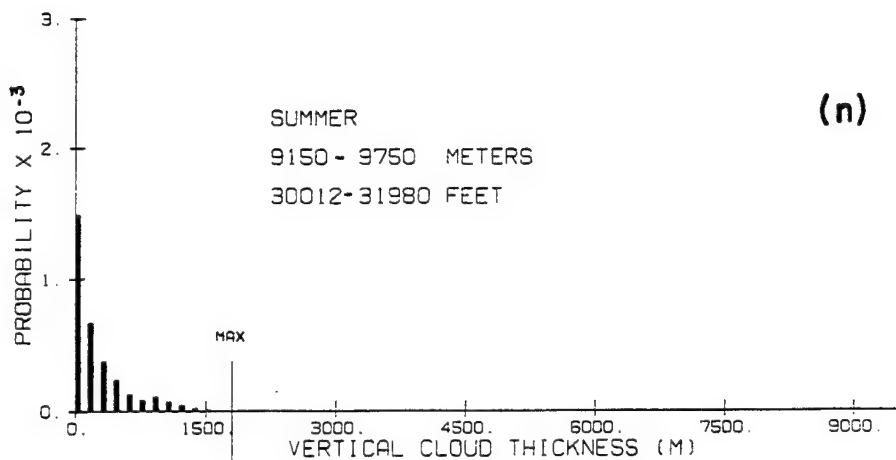 3.
(n)
SUMMER
2.
9150 - 9750 METERS
30012-31980 FEET
PROBABILITY X 10-3
1.
MAX
0.
0. 1500. 3000. 4500. 6000. 7500. 9000.
VERTICAL CLOUD THICKNESS (M)